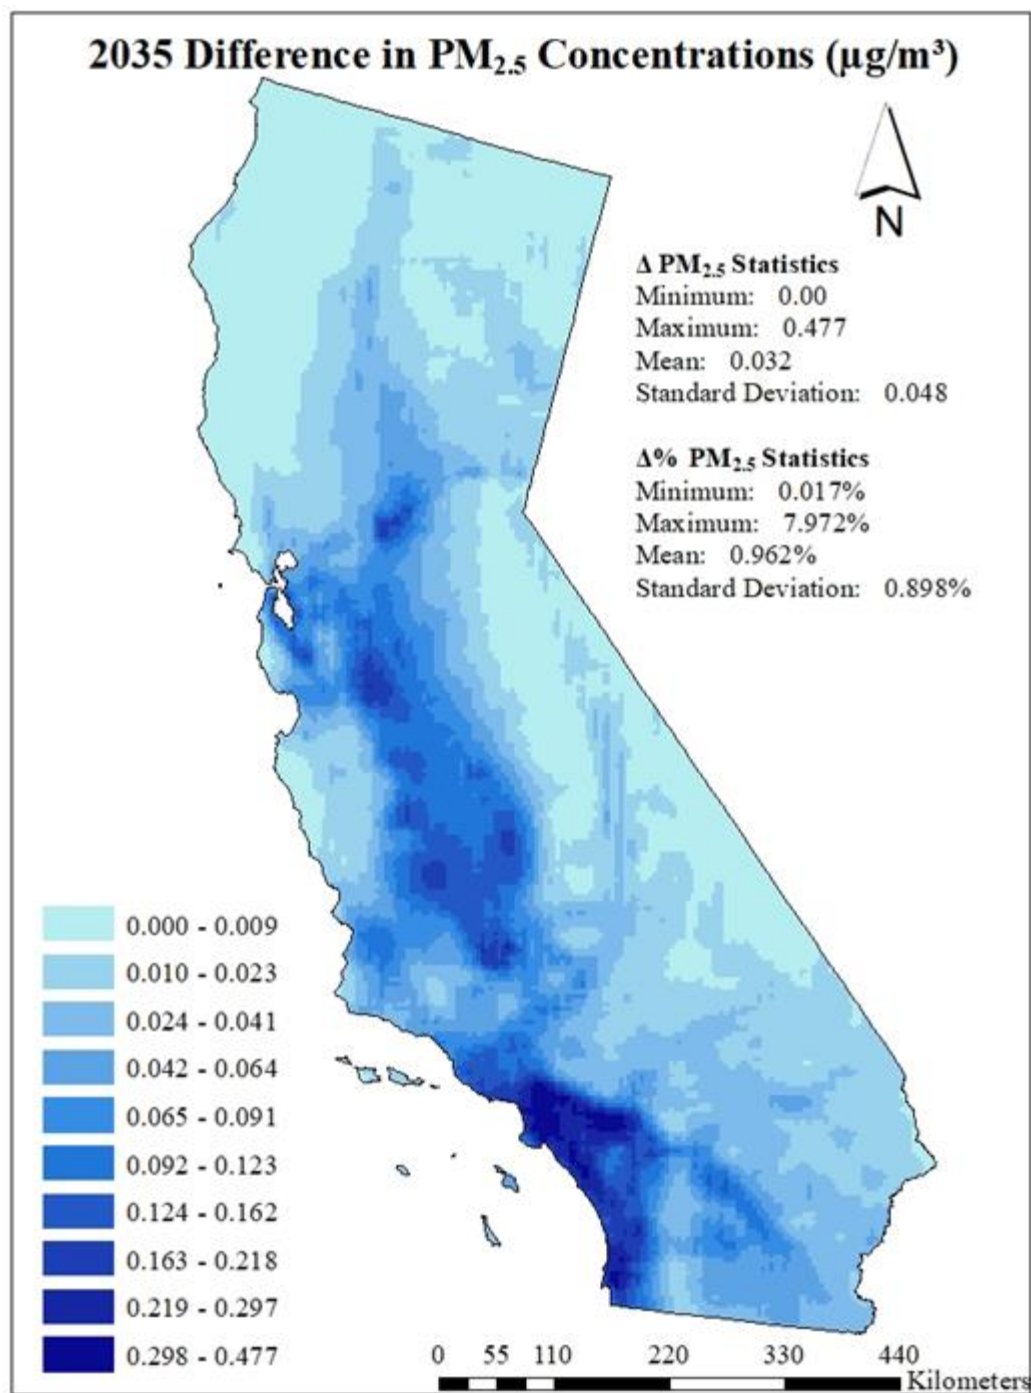 2035 Difference in PM₂.₅ Concentrations (µg/m³)
N
Δ PM₂.₅ Statistics
Minimum: 0.00
Maximum: 0.477
Mean: 0.032
Standard Deviation: 0.048
Δ% PM₂.₅ Statistics
Minimum: 0.017%
Maximum: 7.972%
Mean: 0.962%
Standard Deviation: 0.898%
0.000 - 0.009
0.010 - 0.023
0.024 - 0.041
0.042 - 0.064
0.065 - 0.091
0.092 - 0.123
0.124 - 0.162
0.163 - 0.218
0.219 - 0.297
0.298 - 0.477
0 55 110 220 330 440
Kilometers